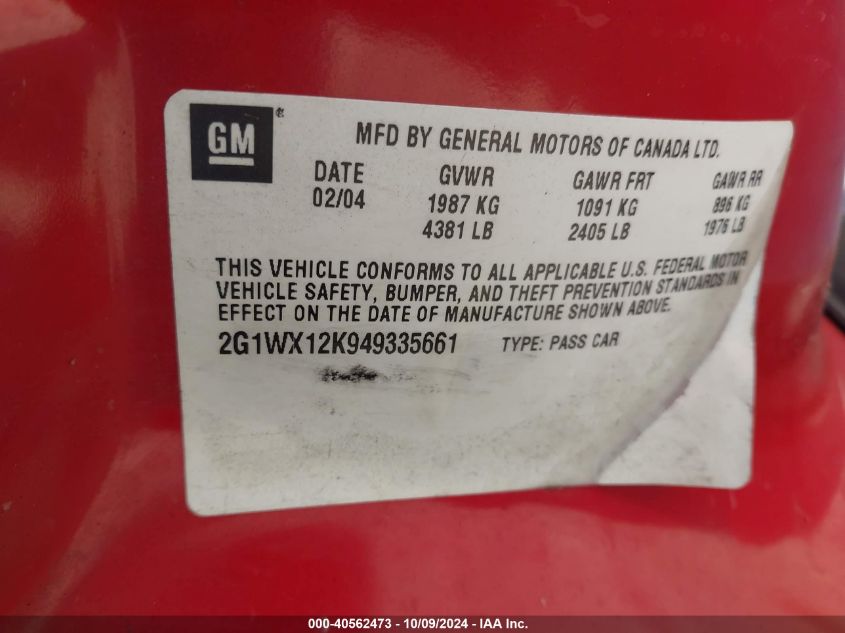 GM®
MFD BY GENERAL MOTORS OF CANADA LTD.
DATE GVWR GAWR FRT GAWR RR
02/04 1987 KG 1091 KG 896 KG
4381 LB 2405 LB 1976 LB
THIS VEHICLE CONFORMS TO ALL APPLICABLE U.S. FEDERAL MOTOR
VEHICLE SAFETY, BUMPER, AND THEFT PREVENTION STANDARDS IN
EFFECT ON THE DATE OF MANUFACTURE SHOWN ABOVE.
2G1WX12K949335661 TYPE: PASS CAR
000-40562473 - 10/09/2024 - IAA Inc.